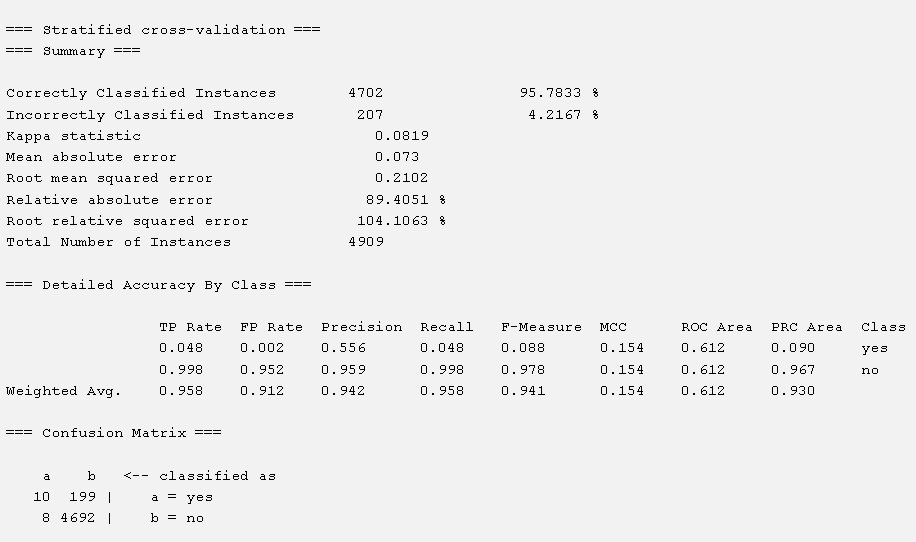 === Stratified cross-validation ===
=== Summary ===
Correctly Classified Instances        4702               95.7833 %
Incorrectly Classified Instances       207                4.2167 %
Kappa statistic                          0.0819
Mean absolute error                      0.073
Root mean squared error                  0.2102
Relative absolute error                 89.4051 %
Root relative squared error            104.1063 %
Total Number of Instances             4909
=== Detailed Accuracy By Class ===
                 TP Rate  FP Rate  Precision  Recall   F-Measure  MCC      ROC Area  PRC Area  Class
                 0.048    0.002    0.556      0.048    0.088      0.154    0.612     0.090     yes
                 0.998    0.952    0.959      0.998    0.978      0.154    0.612     0.967     no
Weighted Avg.    0.958    0.912    0.942      0.958    0.941      0.154    0.612     0.930
=== Confusion Matrix ===
    a    b   <-- classified as
   10  199 |    a = yes
    8 4692 |    b = no